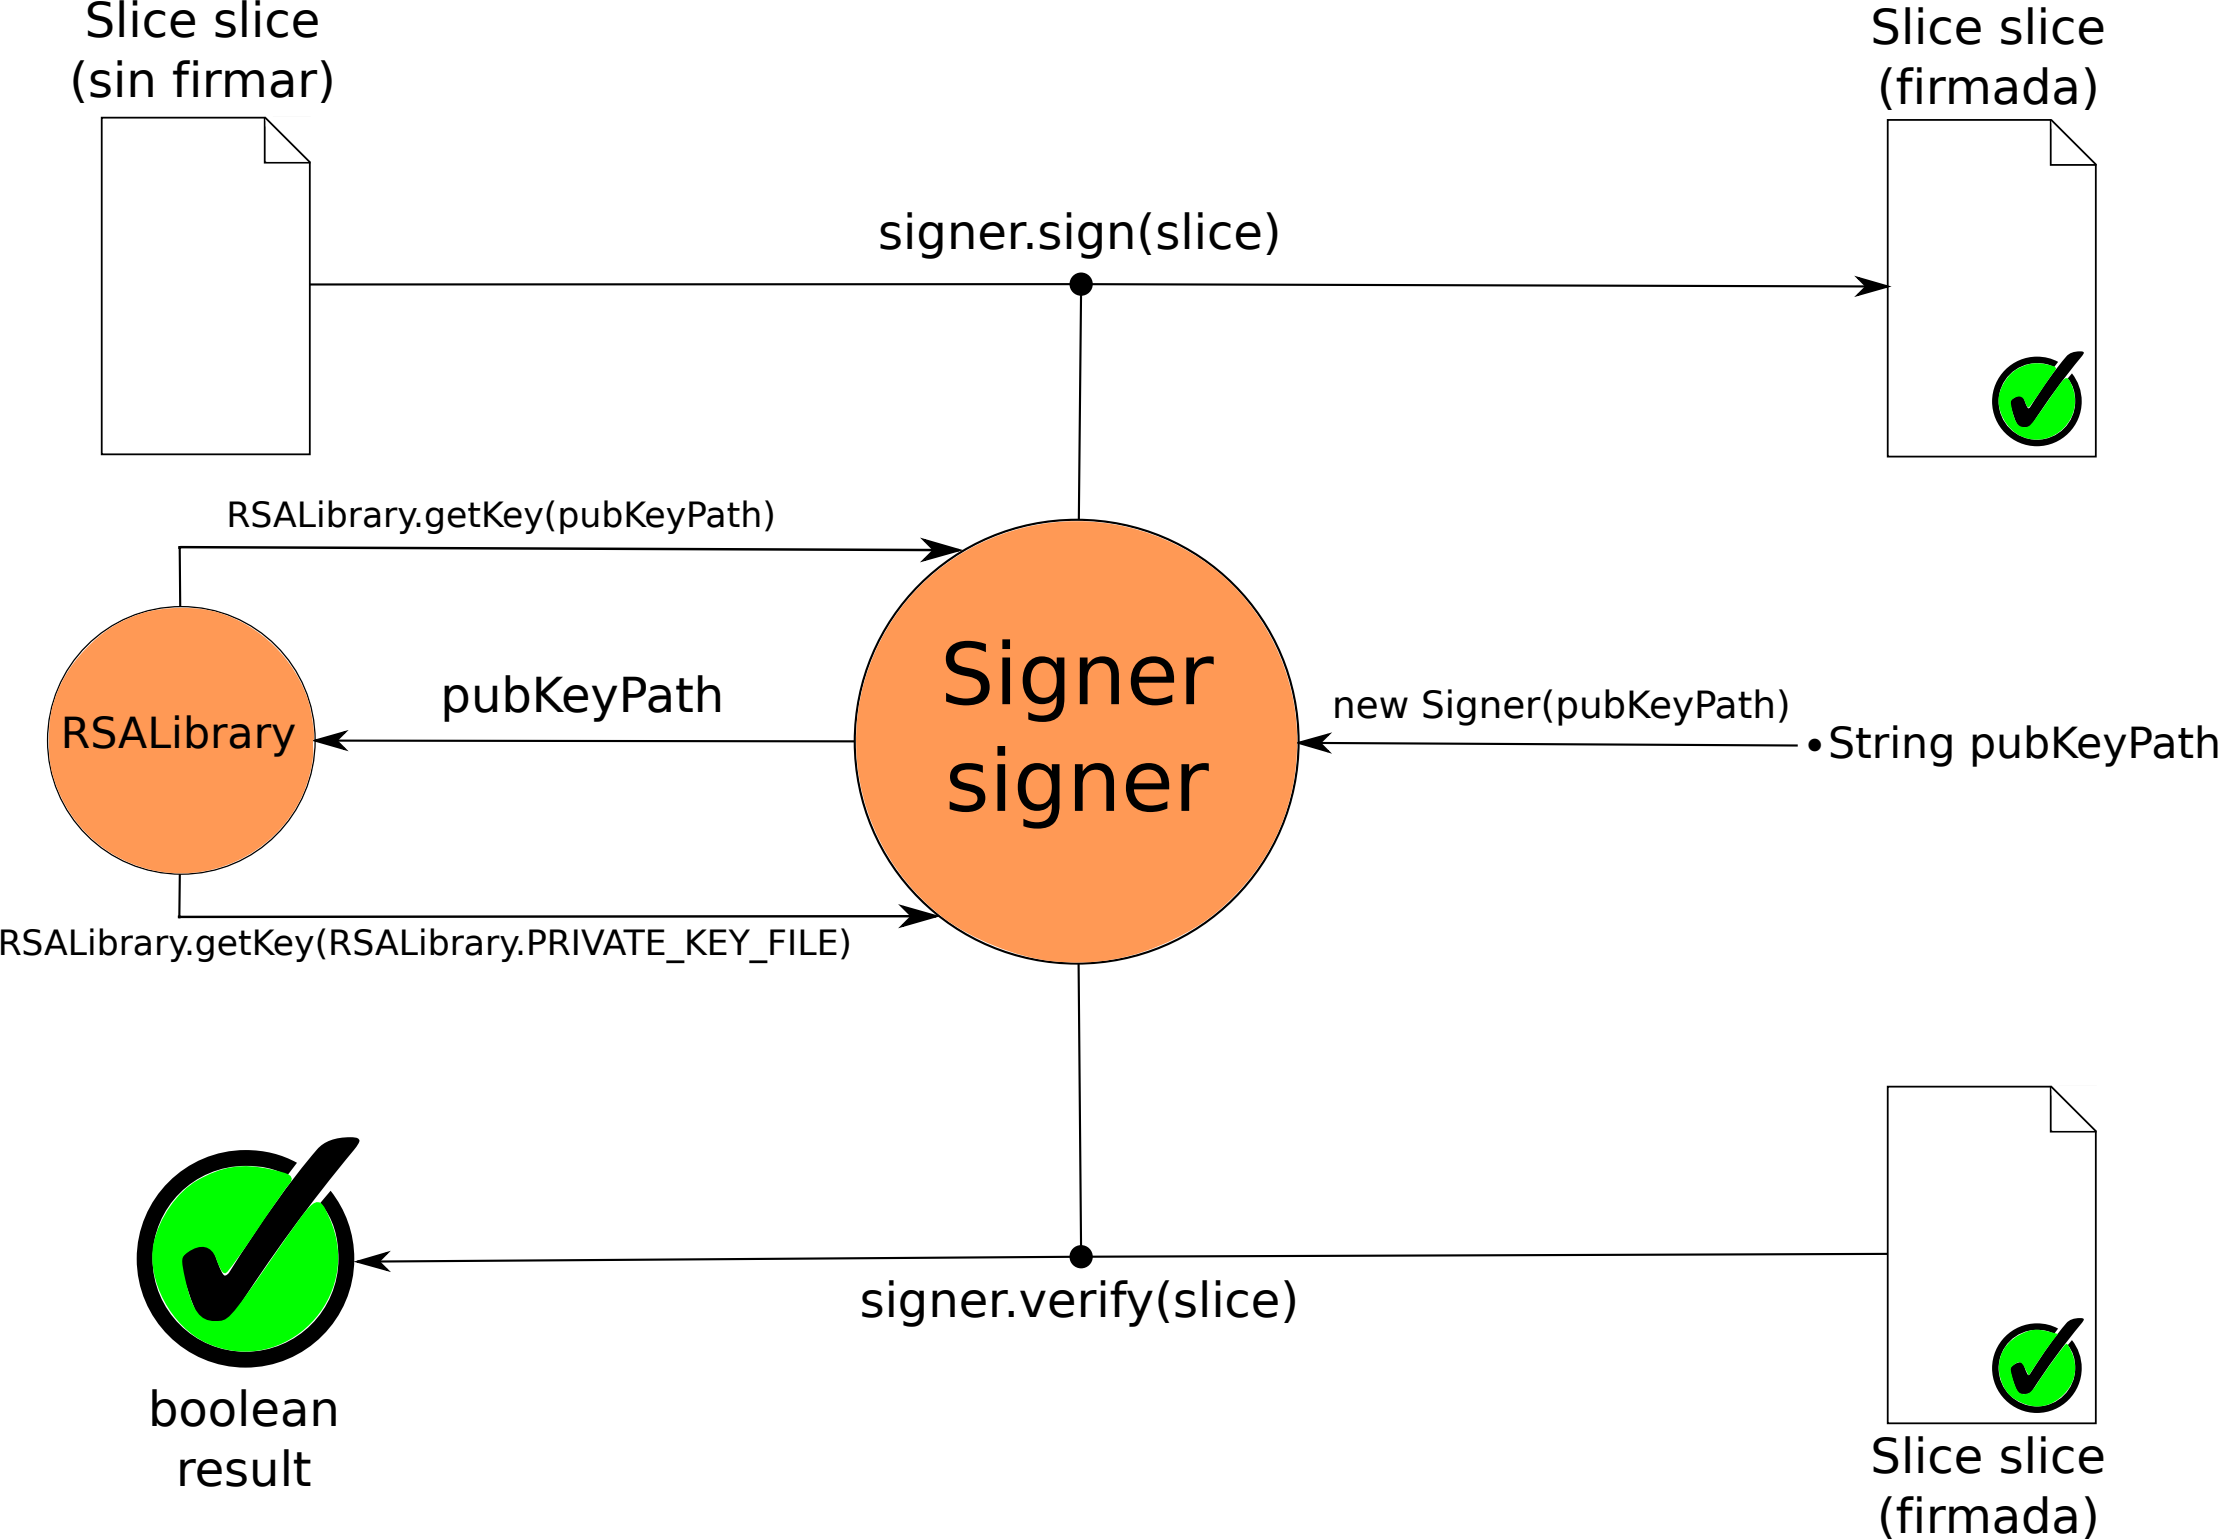 Slice slice
(sin firmar)
Slice slice
(firmada)
signer.sign(slice)
RSALibrary.getKey(pubKeyPath)
Signer
signer
RSALibrary
pubKeyPath
new Signer(pubKeyPath)
•String pubKeyPath
RSALibrary.getKey(RSALibrary.PRIVATE_KEY_FILE)
signer.verify(slice)
boolean
result
Slice slice
(firmada)